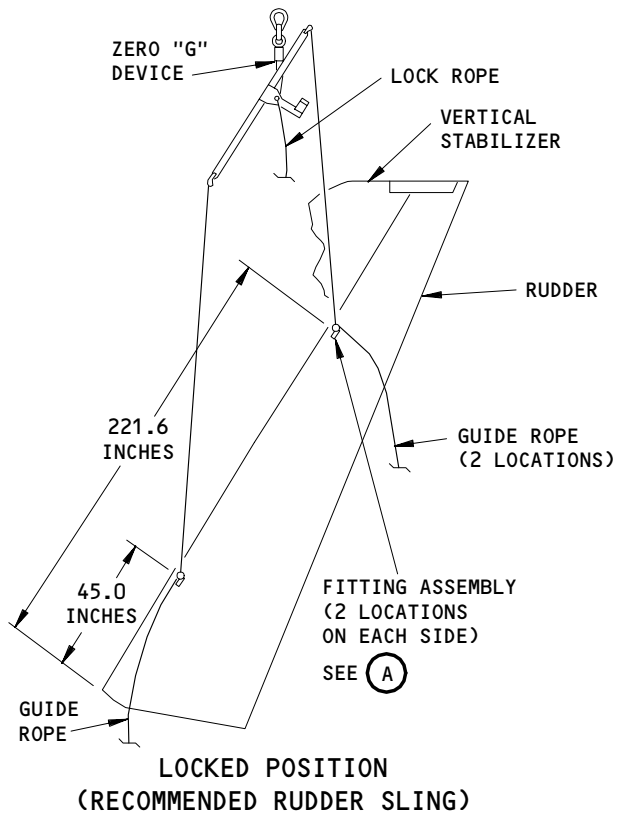 ZERO "G"
DEVICE
LOCK ROPE
VERTICAL
STABILIZER
RUDDER
221.6
INCHES
GUIDE ROPE
(2 LOCATIONS)
45.0
INCHES
FITTING ASSEMBLY
(2 LOCATIONS
ON EACH SIDE)
SEE A
GUIDE
ROPE
LOCKED POSITION
(RECOMMENDED RUDDER SLING)